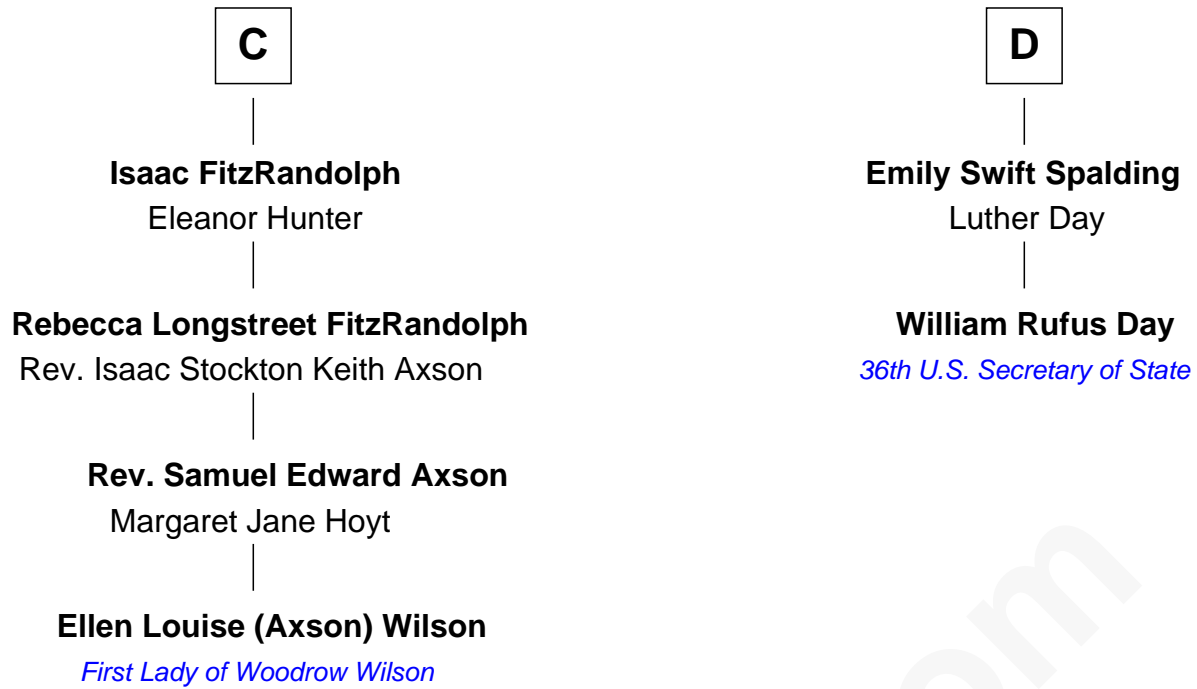 C
Isaac FitzRandolph
Eleanor Hunter
Rebecca Longstreet FitzRandolph
Rev. Isaac Stockton Keith Axson
Rev. Samuel Edward Axson
Margaret Jane Hoyt
Ellen Louise (Axson) Wilson
First Lady of Woodrow Wilson
D
Emily Swift Spalding
Luther Day
William Rufus Day
36th U.S. Secretary of State
om